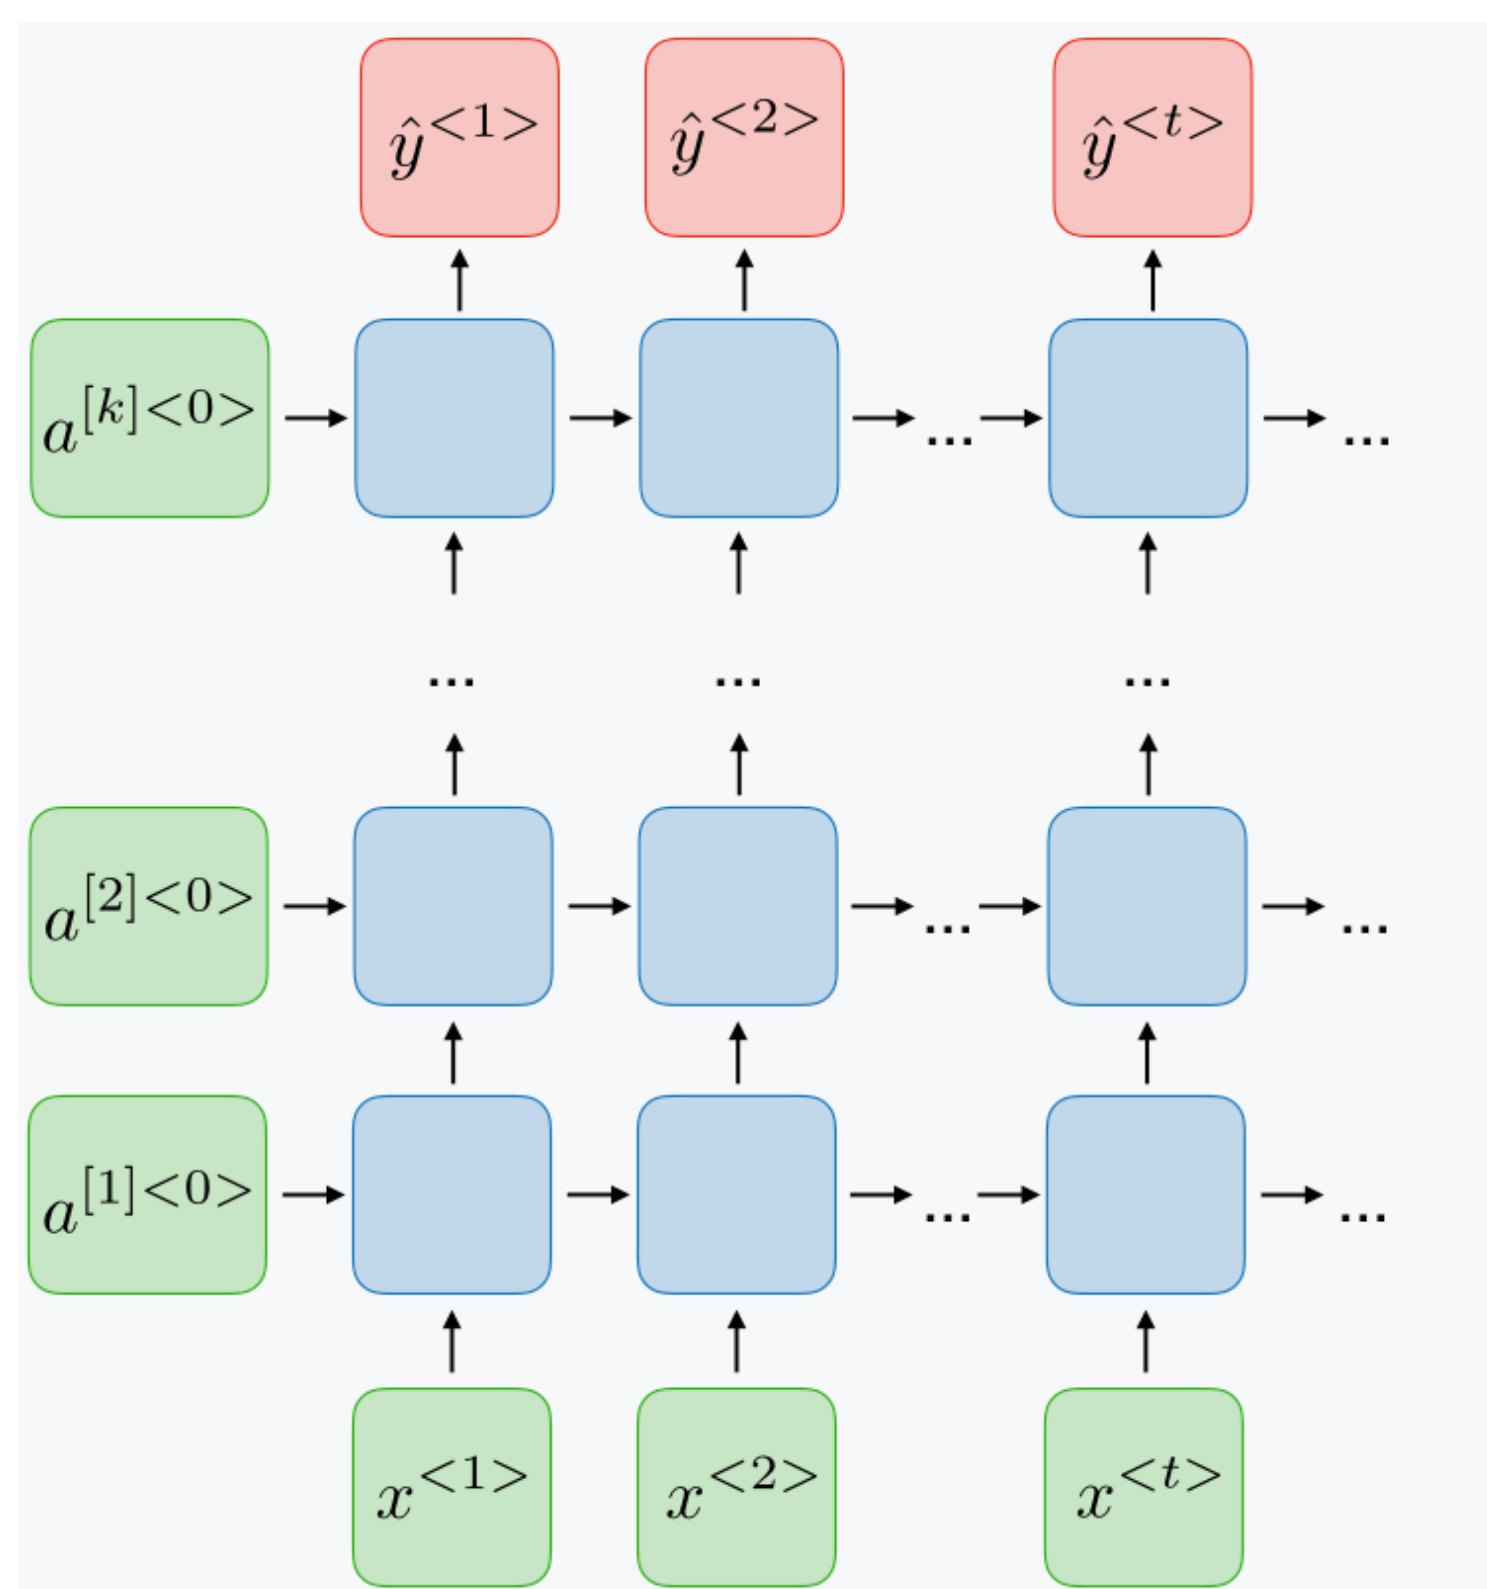 ŷ<1> ŷ<2> ŷ<t>
a[k]<0> ... ...
... ... ...
a[2]<0> ... ...
a[1]<0> ... ...
x<1> x<2> x<t>